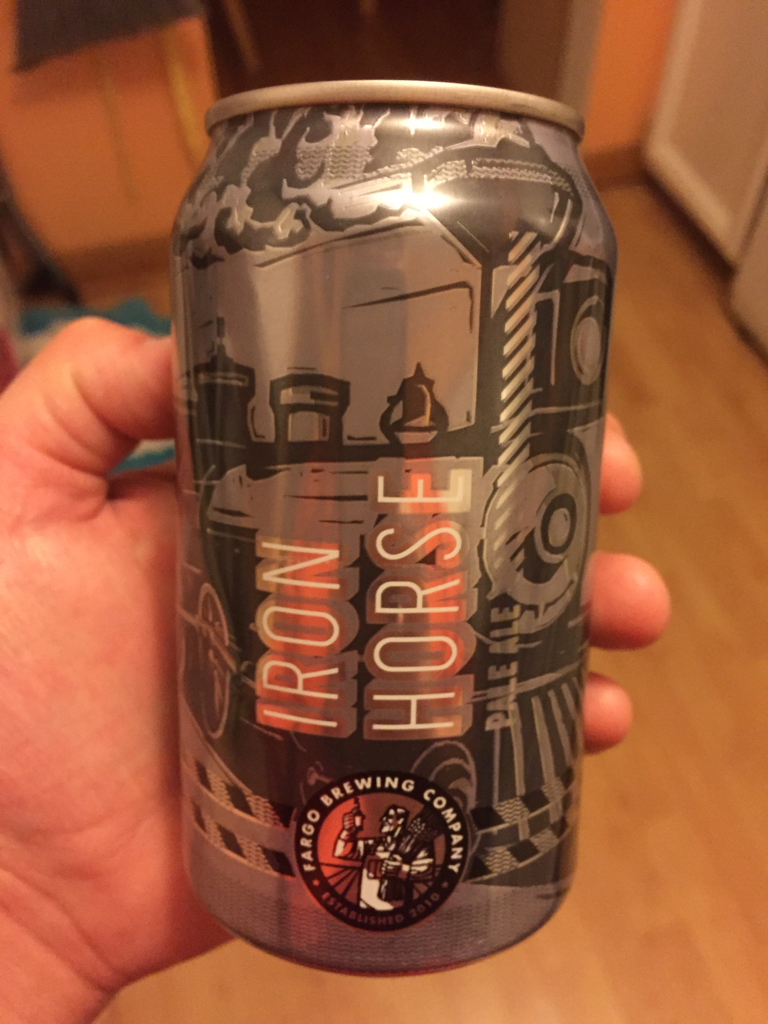 IRON
HORSE
PALE ALE
FARGO BREWING COMPANY
ESTABLISHED 2010